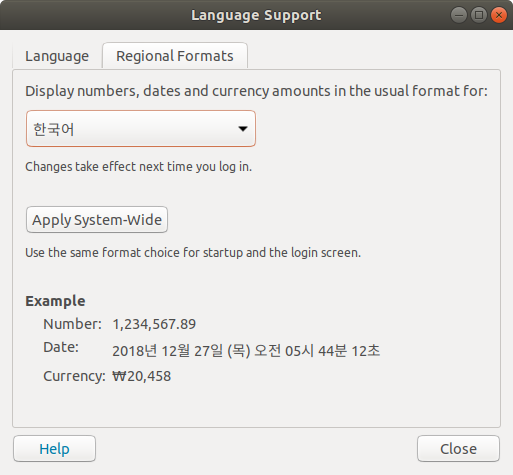 Language Support
Language Regional Formats
Display numbers, dates and currency amounts in the usual format for:
한국어
Changes take effect next time you log in.
Apply System-Wide
Use the same format choice for startup and the login screen.
Example
Number: 1,234,567.89
Date: 2018년 12월 27일 (목) 오전 05시 44분 12초
Currency: ₩20,458
Help Close